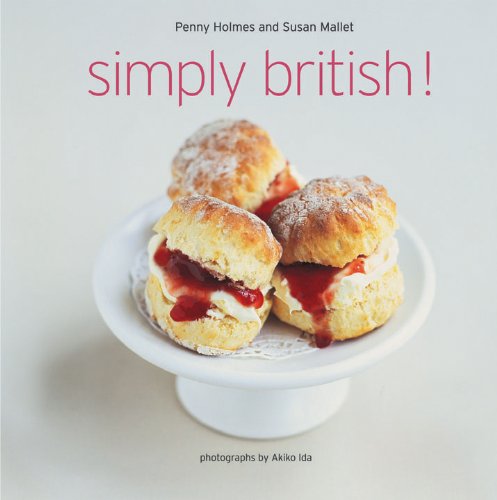 Penny Holmes and Susan Mallet
simply british!
photographs by Akiko Ida